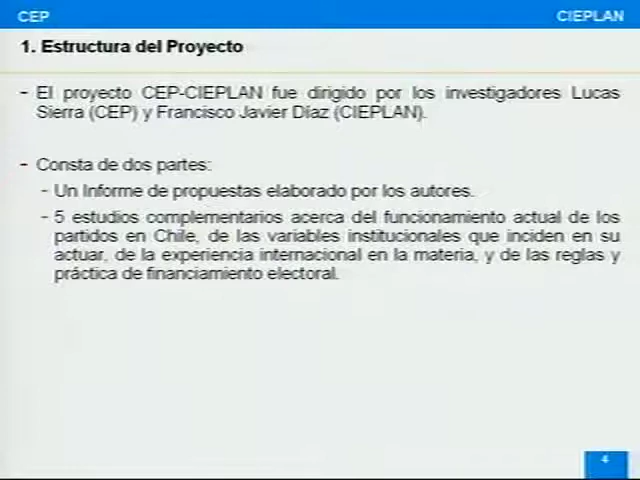 CEP
CIEPLAN
1. Estructura del Proyecto
- El proyecto CEP-CIEPLAN fue dirigido por los investigadores Lucas
Sierra (CEP) y Francisco Javier Díaz (CIEPLAN).
- Consta de dos partes:
- Un Informe de propuestas elaborado por los autores.
- 5 estudios complementarios acerca del funcionamiento actual de los
partidos en Chile, de las variables institucionales que inciden en su
actuar, de la experiencia internacional en la materia, y de las reglas y
práctica de financiamiento electoral.
4